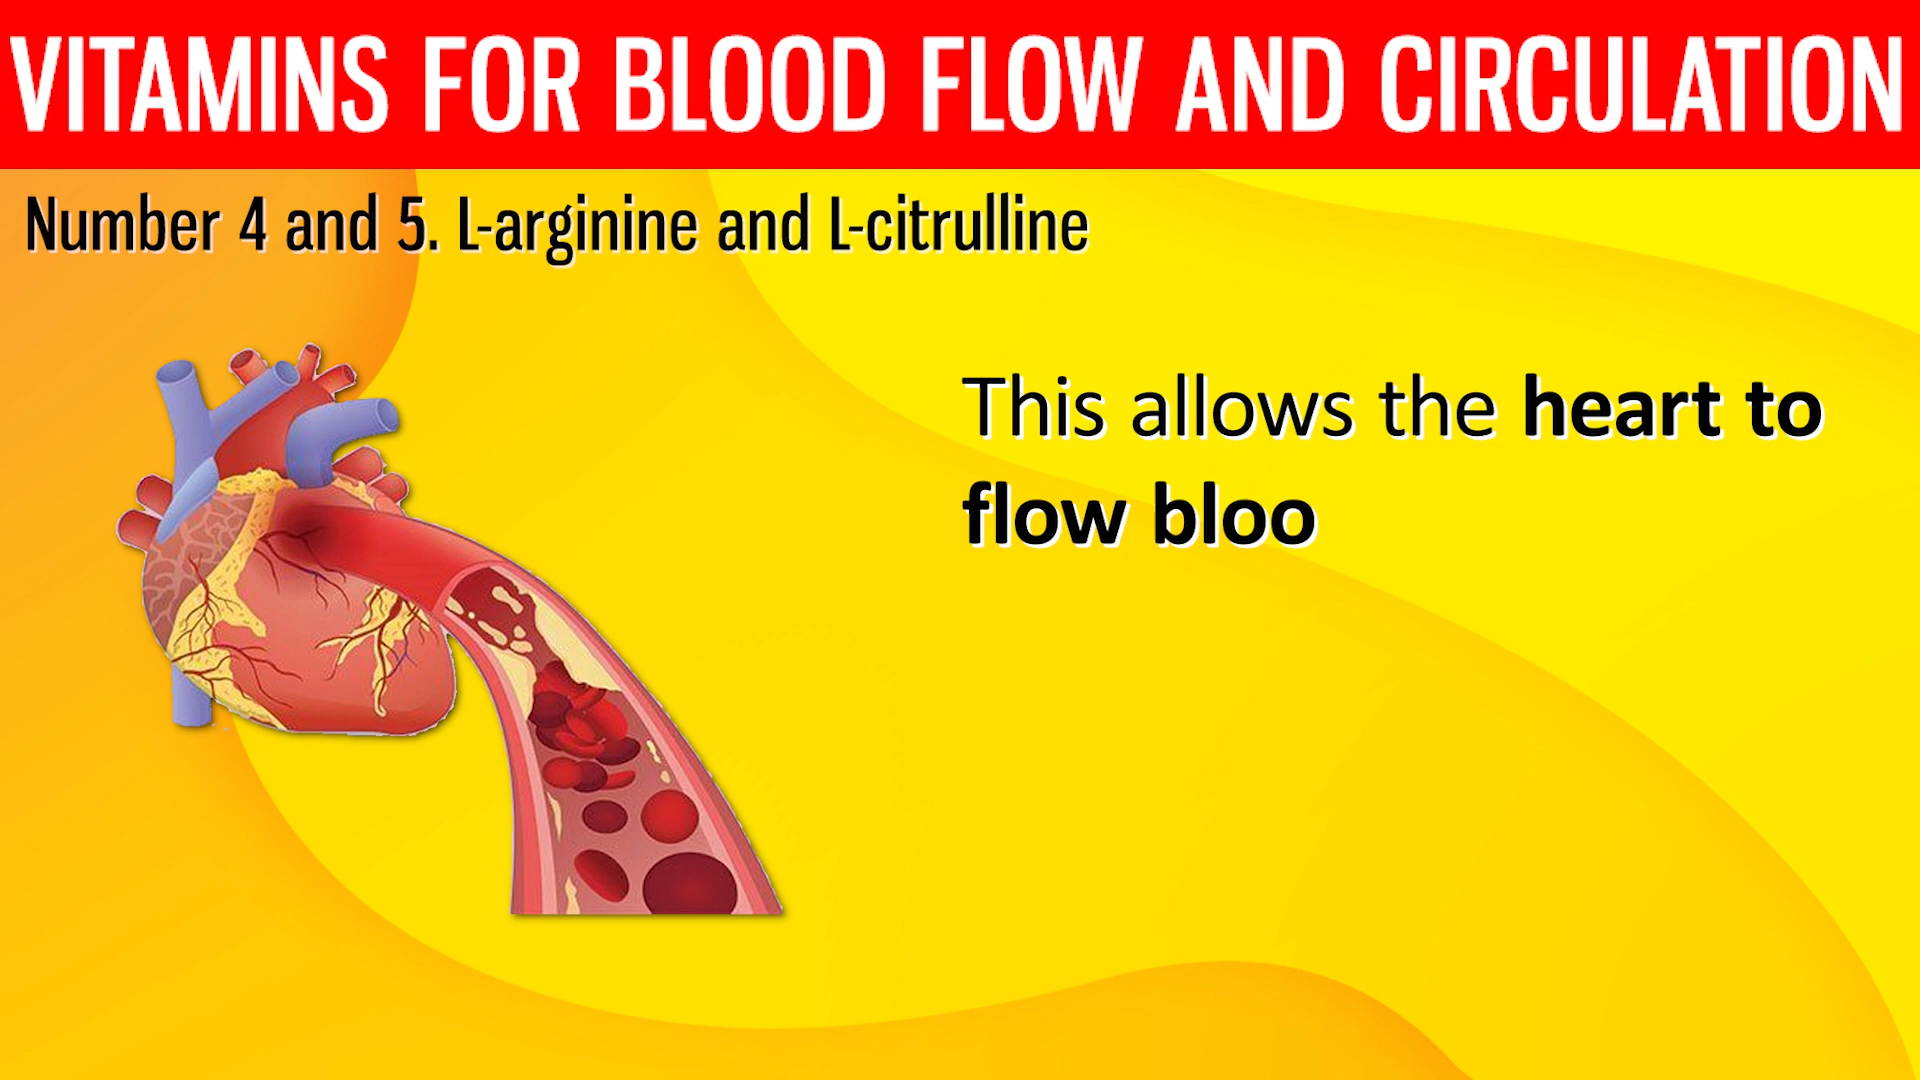 VITAMINS FOR BLOOD FLOW AND CIRCULATION
Number 4 and 5. L-arginine and L-citrulline
This allows the heart to
flow bloo